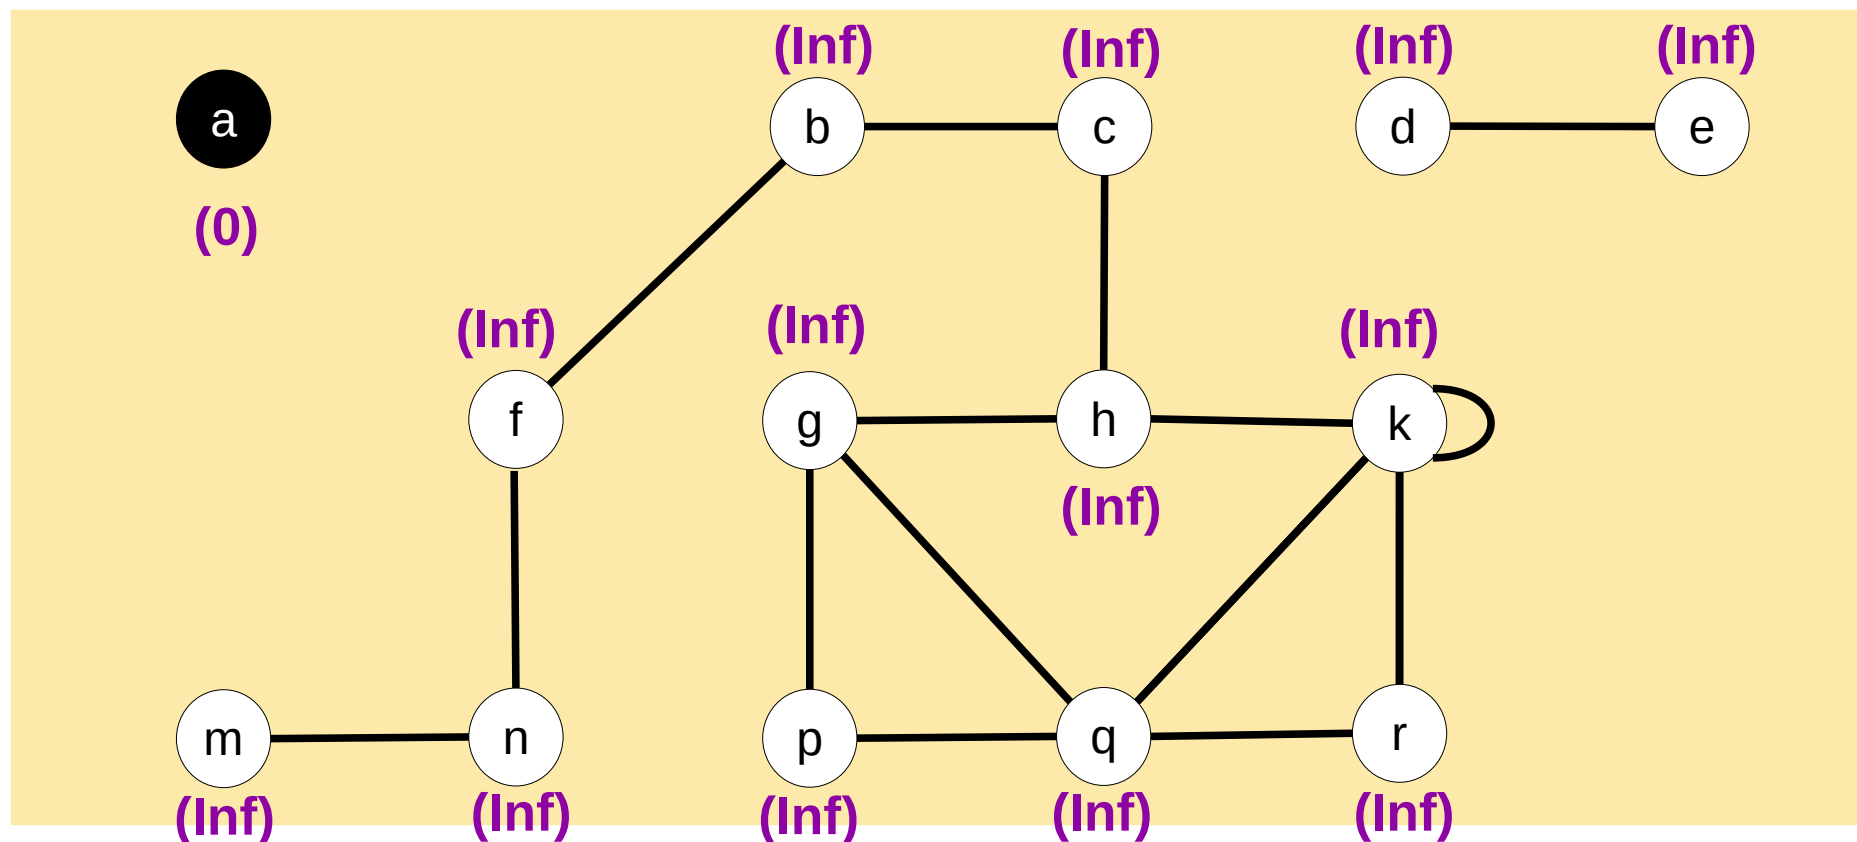 (Inf) (Inf) (Inf) (Inf)
a b c d e
(0)
(Inf) (Inf) (Inf)
f g h k
(Inf)
m n p q r
(Inf) (Inf) (Inf) (Inf) (Inf)